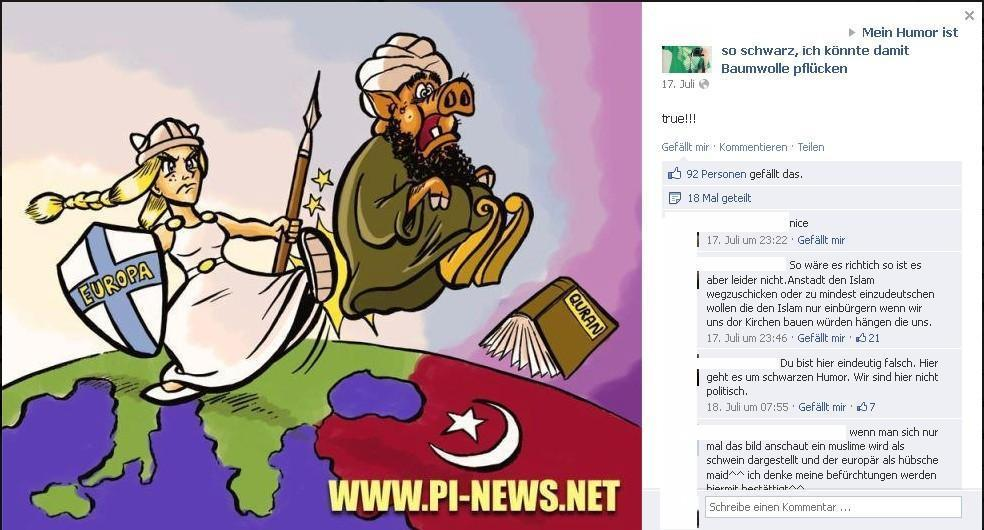 EUROPA
QURAN
WWW.PI-NEWS.NET
Mein Humor ist
so schwarz, ich könnte damit
Baumwolle pflücken
17. Juli
true!!!
Gefällt mir · Kommentieren · Teilen
92 Personen gefällt das.
18 Mal geteilt
nice
17. Juli um 23:22 · Gefällt mir
So wäre es richtich so ist es
aber leider nicht.Anstadt den Islam
wegzuschicken oder zu mindest einzudeutschen
wollen die den Islam nur einbürgern wenn wir
uns dor Kirchen bauen würden hängen die uns.
17. Juli um 23:46 · Gefällt mir · 21
Du bist hier eindeutig falsch. Hier
geht es um schwarzen Humor. Wir sind hier nicht
politisch.
18. Juli um 07:55 · Gefällt mir · 7
wenn man sich nur
mal das bild anschaut ein muslime wird als
schwein dargestellt und der europär als hübsche
maid^^ ich denke meine befürchtungen werden
hiermit bestättigt^^
Schreibe einen Kommentar ...